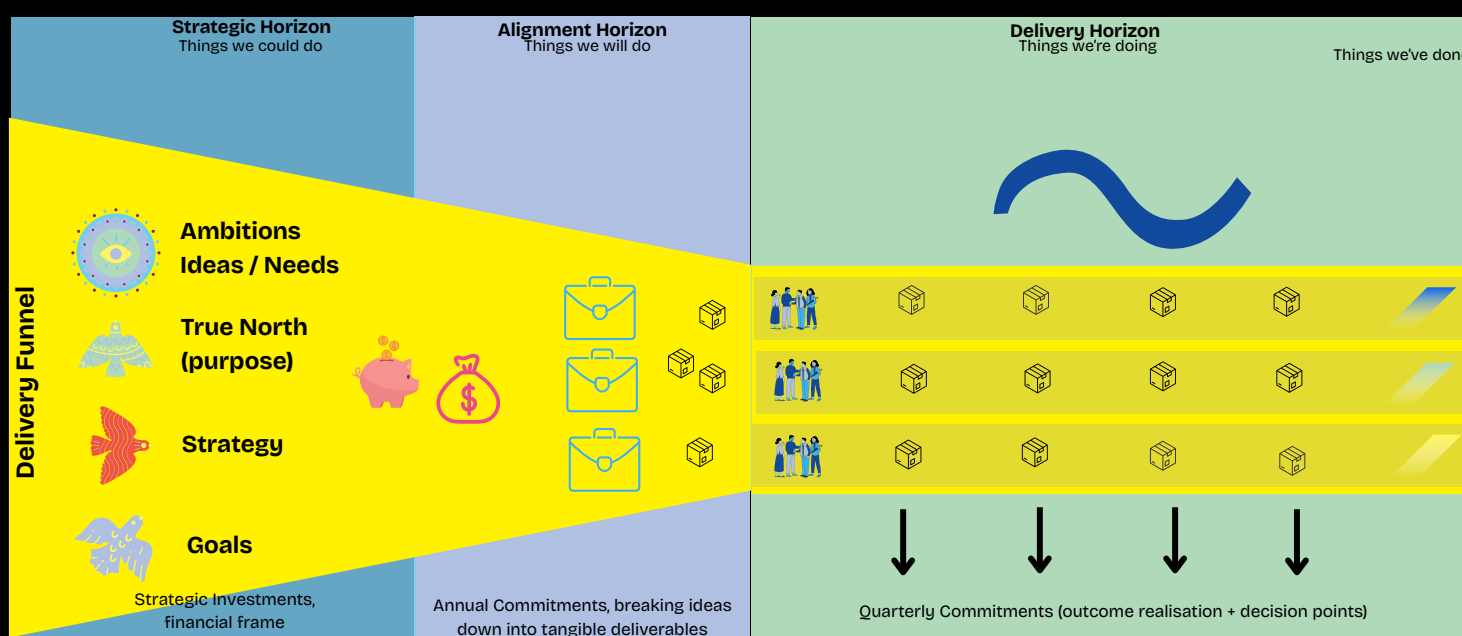 Strategic Horizon
Things we could do
Alignment Horizon
Things we will do
Delivery Horizon
Things we're doing
Things we've done
Delivery Funnel
Ambitions
Ideas / Needs
True North
(purpose)
Strategy
Goals
$
Strategic Investments,
financial frame
Annual Commitments, breaking ideas
down into tangible deliverables
Quarterly Commitments (outcome realisation + decision points)